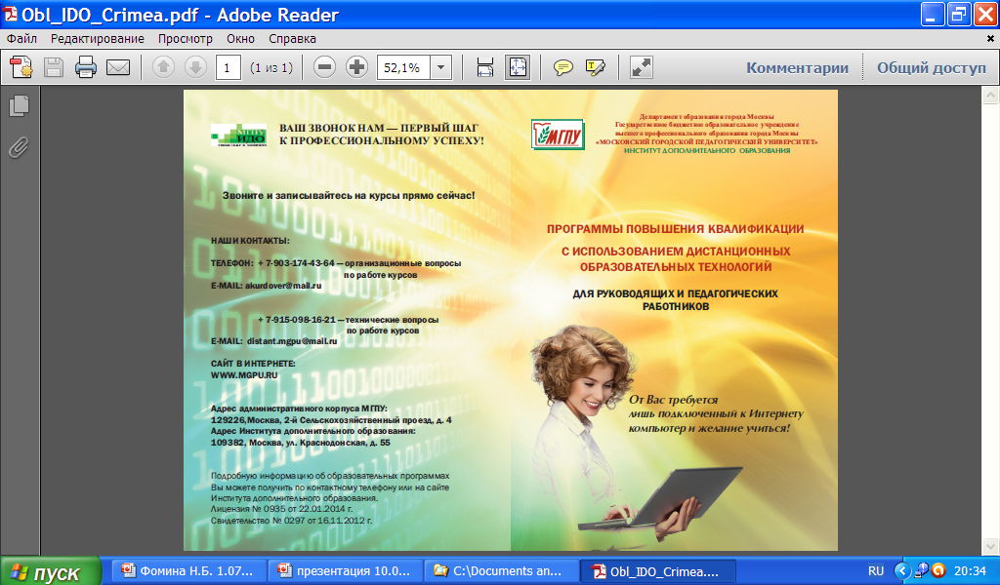 Obl_IDO_Crimea.pdf - Adobe Reader
Файл Редактирование Просмотр Окно Справка
1 (1 из 1) 52,1% Комментарии Общий доступ
МГПУ
ИДО
ВАШ ЗВОНОК НАМ — ПЕРВЫЙ ШАГ
К ПРОФЕССИОНАЛЬНОМУ УСПЕХУ!
Звоните и записывайтесь на курсы прямо сейчас!
НАШИ КОНТАКТЫ:
ТЕЛЕФОН: + 7-903-174-43-64 — организационные вопросы
по работе курсов
E-MAIL: akurdover@mail.ru
+ 7-915-098-16-21 — технические вопросы
по работе курсов
E-MAIL: distant.mgpu@mail.ru
САЙТ В ИНТЕРНЕТЕ:
WWW.MGPU.RU
Адрес административного корпуса МГПУ:
129226,Москва, 2-й Сельскохозяйственный проезд, д. 4
Адрес Института дополнительного образования:
109382, Москва, ул. Краснодонская, д. 55
Подробную информацию об образовательных программах
Вы можете получить по контактному телефону или на сайте
Института дополнительного образования.
Лицензия № 0935 от 22.01.2014 г.
Свидетельство № 0297 от 16.11.2012 г.
МГПУ
Департамент образования города Москвы
Государственное бюджетное образовательное учреждение
высшего профессионального образования города Москвы
«МОСКОВСКИЙ ГОРОДСКОЙ ПЕДАГОГИЧЕСКИЙ УНИВЕРСИТЕТ»
ИНСТИТУТ ДОПОЛНИТЕЛЬНОГО ОБРАЗОВАНИЯ
ПРОГРАММЫ ПОВЫШЕНИЯ КВАЛИФИКАЦИИ
С ИСПОЛЬЗОВАНИЕМ ДИСТАНЦИОННЫХ
ОБРАЗОВАТЕЛЬНЫХ ТЕХНОЛОГИЙ
ДЛЯ РУКОВОДЯЩИХ И ПЕДАГОГИЧЕСКИХ
РАБОТНИКОВ
От Вас требуется
лишь подключенный к Интернету
компьютер и желание учиться!
пуск Фомина Н.Б. 1.07... презентация 10.0... C:\Documents an... Obl_IDO_Crimea.... RU 20:34